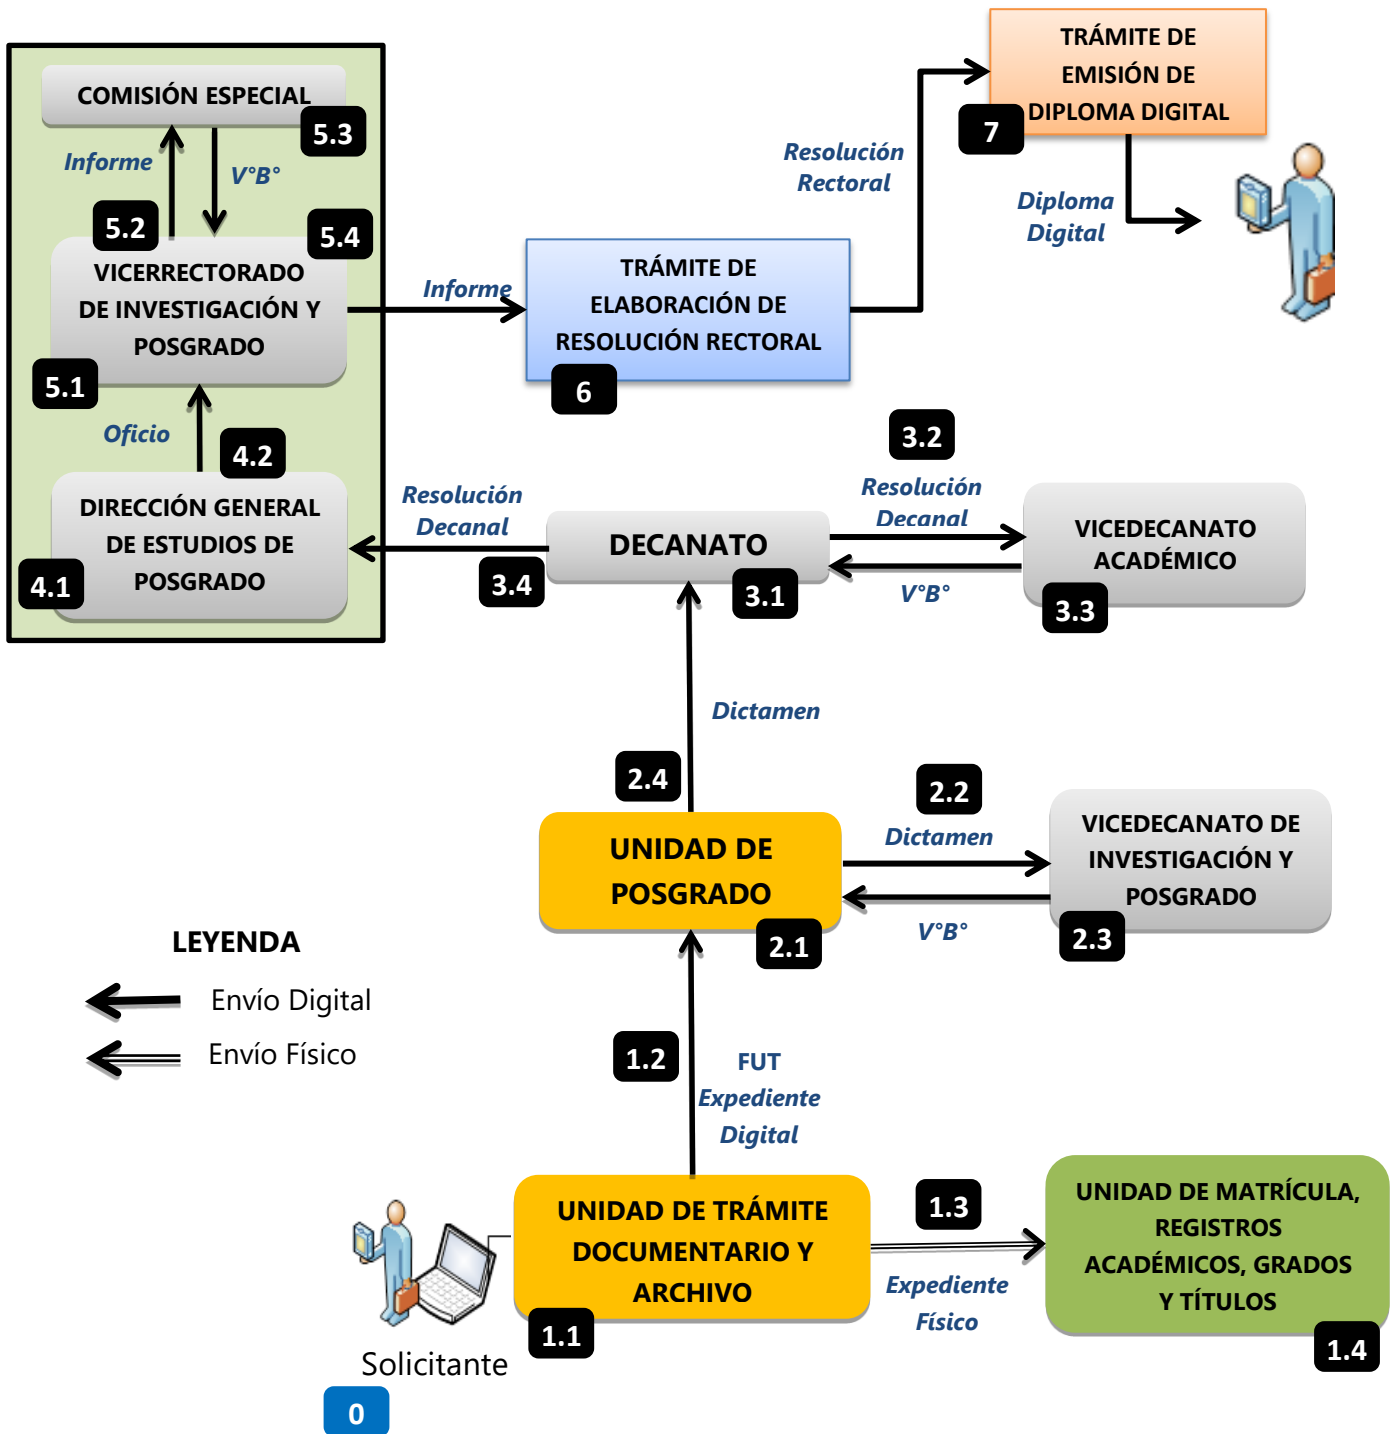 TRÁMITE DE
EMISIÓN DE
DIPLOMA DIGITAL
7
COMISIÓN ESPECIAL
5.3
Informe
V°B°
5.2
5.4
VICERRECTORADO
DE INVESTIGACIÓN Y
POSGRADO
5.1
Oficio
4.2
DIRECCIÓN GENERAL
DE ESTUDIOS DE
POSGRADO
4.1
Informe
TRÁMITE DE
ELABORACIÓN DE
RESOLUCIÓN RECTORAL
6
Resolución
Rectoral
Diploma
Digital
Resolución
Decanal
3.4
DECANATO
3.1
3.2
Resolución
Decanal
V°B°
VICEDECANATO
ACADÉMICO
3.3
Dictamen
2.4
UNIDAD DE
POSGRADO
2.1
2.2
Dictamen
V°B°
VICEDECANATO DE
INVESTIGACIÓN Y
POSGRADO
2.3
LEYENDA
Envío Digital
Envío Físico
1.2
FUT
Expediente
Digital
UNIDAD DE TRÁMITE
DOCUMENTARIO Y
ARCHIVO
1.1
1.3
Expediente
Físico
UNIDAD DE MATRÍCULA,
REGISTROS
ACADÉMICOS, GRADOS
Y TÍTULOS
1.4
Solicitante
0